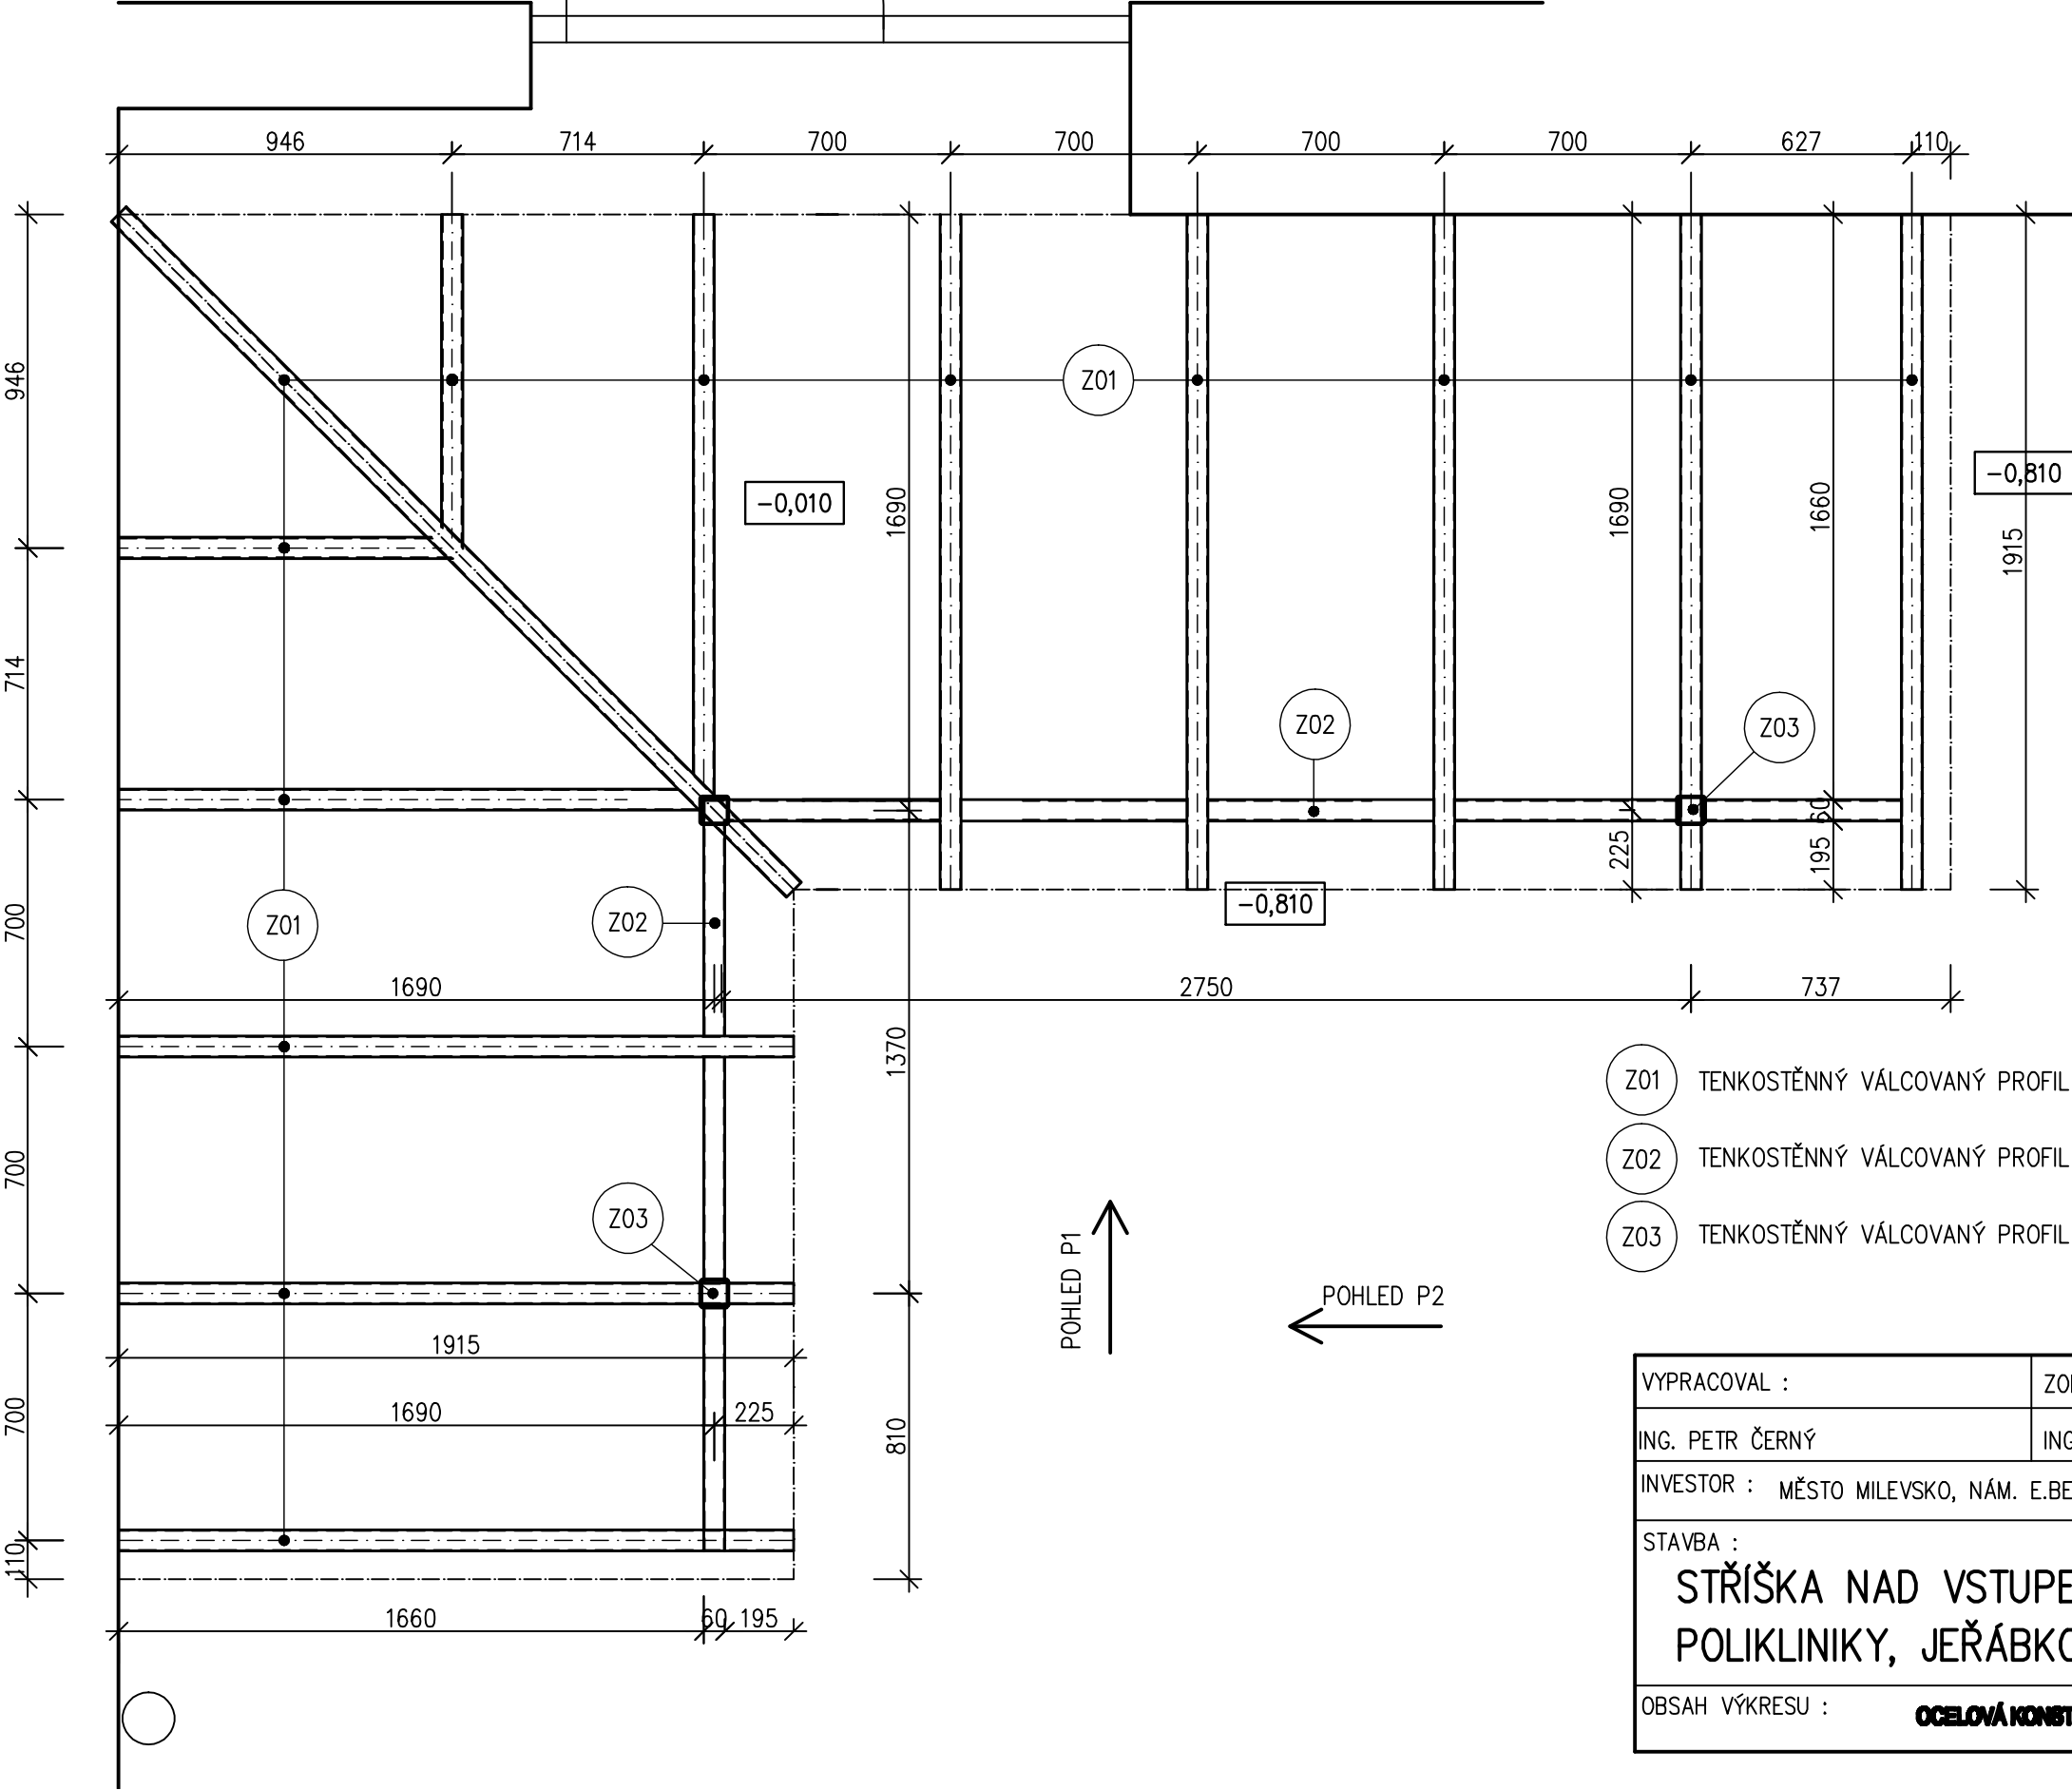 946 714 700 700 700 700 627 110
946
714
700
700
700
110
Z01
-0,010
1690
1690
1660
-0,810
1915
Z02
Z03
60
225
195
-0,810
Z01
Z02
1690 2750 737
1370
Z03
810
1915
1690 225
1660 60 195
POHLED P1
POHLED P2
Z01 TENKOSTĚNNÝ VÁLCOVANÝ PROFIL
Z02 TENKOSTĚNNÝ VÁLCOVANÝ PROFIL
Z03 TENKOSTĚNNÝ VÁLCOVANÝ PROFIL
VYPRACOVAL :
ING. PETR ČERNÝ
INVESTOR : MĚSTO MILEVSKO, NÁM. E.BE
STAVBA :
STŘÍŠKA NAD VSTUPE
POLIKLINIKY, JEŘÁBKO
OBSAH VÝKRESU : OCELOVÁ KONST